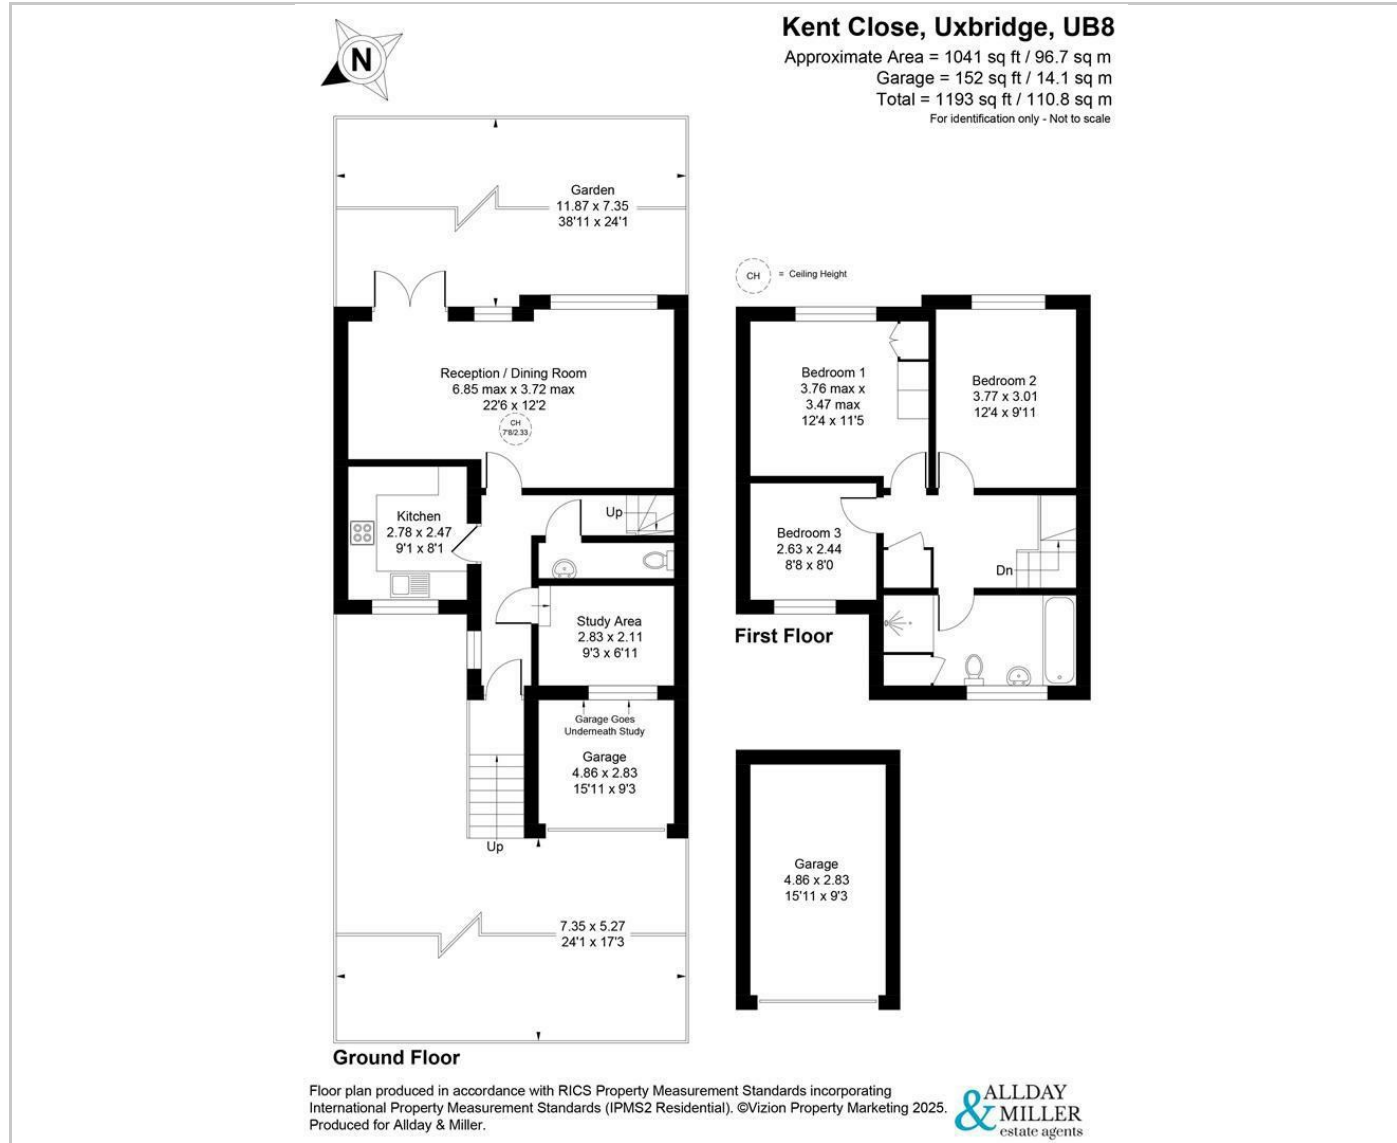 N
Kent Close, Uxbridge, UB8
Approximate Area = 1041 sq ft / 96.7 sq m
Garage = 152 sq ft / 14.1 sq m
Total = 1193 sq ft / 110.8 sq m
For identification only - Not to scale
Garden
11.87 x 7.35
38'11 x 24'1
CH = Ceiling Height
Reception / Dining Room
6.85 max x 3.72 max
22'6 x 12'2
CH
7'8/2.33
Bedroom 1
3.76 max x
3.47 max
12'4 x 11'5
Bedroom 2
3.77 x 3.01
12'4 x 9'11
Kitchen
2.78 x 2.47
9'1 x 8'1
Up
Bedroom 3
2.63 x 2.44
8'8 x 8'0
Dn
Study Area
2.83 x 2.11
9'3 x 6'11
First Floor
Garage Goes
Underneath Study
Garage
4.86 x 2.83
15'11 x 9'3
Up
Garage
4.86 x 2.83
15'11 x 9'3
7.35 x 5.27
24'1 x 17'3
Ground Floor
Floor plan produced in accordance with RICS Property Measurement Standards incorporating
International Property Measurement Standards (IPMS2 Residential). ©Vizion Property Marketing 2025.
Produced for Allday & Miller.
ALLDAY
& MILLER
estate agents